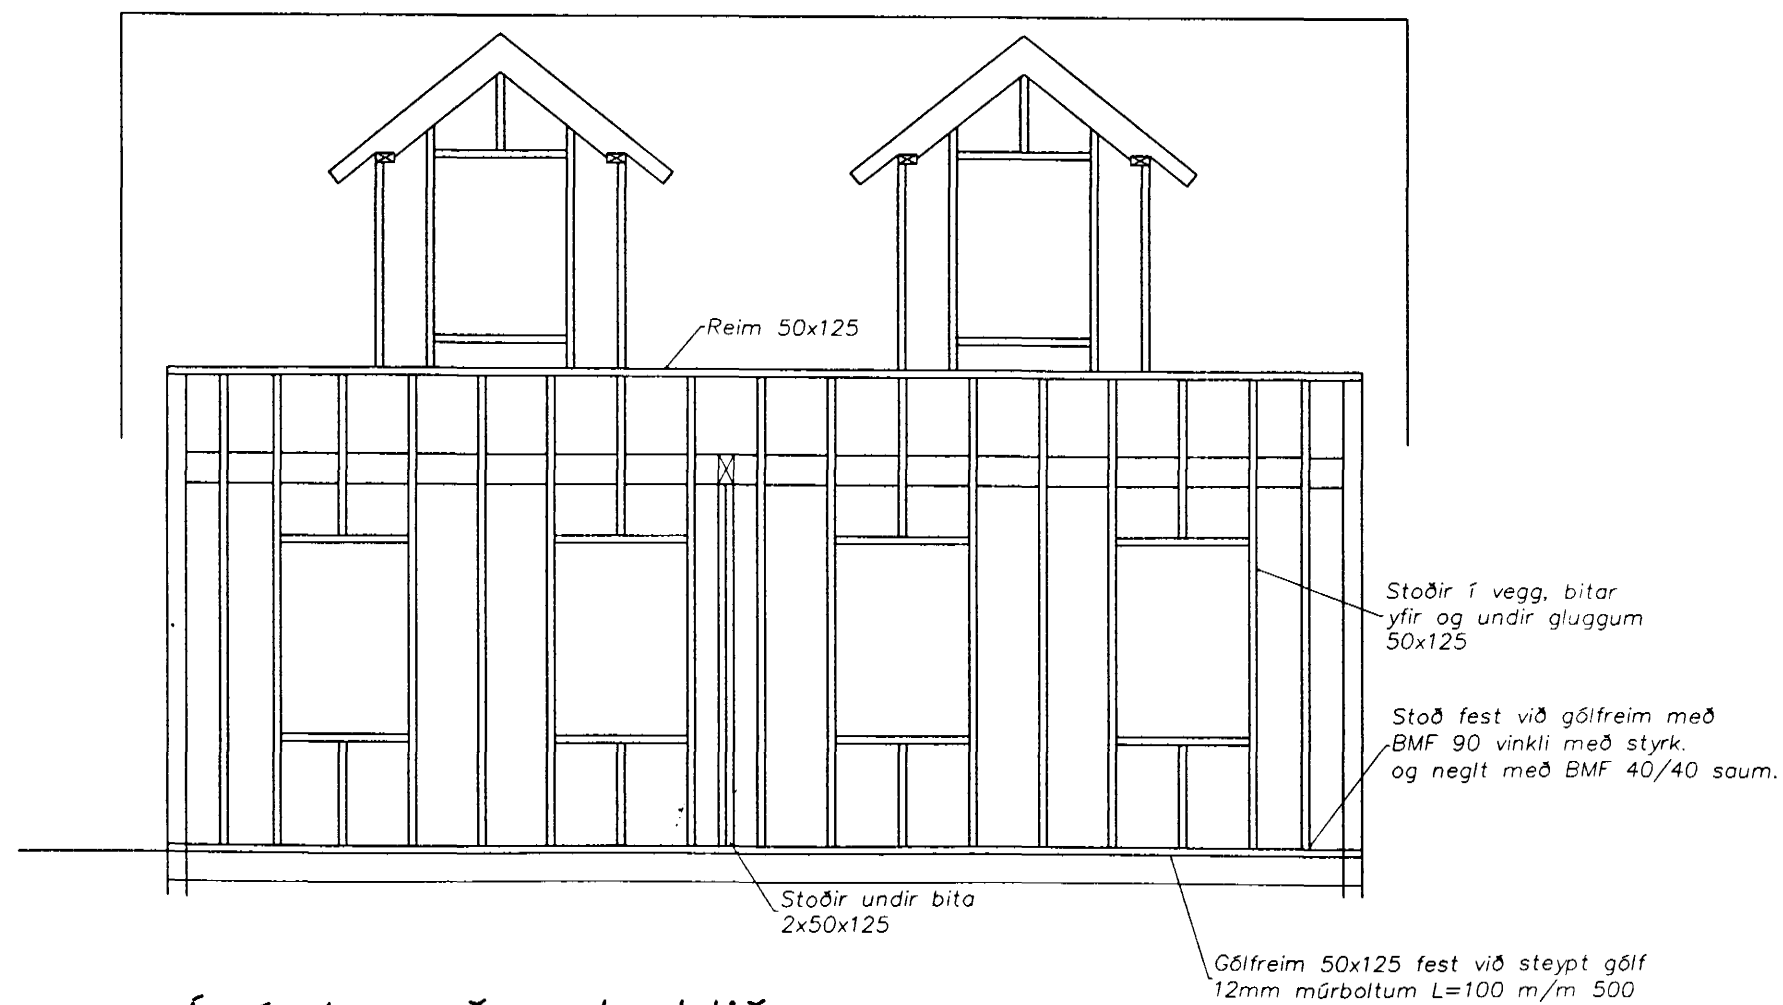 Reim 50x125
Stoðir í vegg, bitar
yfir og undir gluggum
50x125
Stoð fest við gólfreim með
BMF 90 vinkli með styrk.
og neglt með BMF 40/40 saum.
Stoðir undir bita
2x50x125
Gólfreim 50x125 fest við steypt gólf
12mm múrboltum L=100 m/m 500